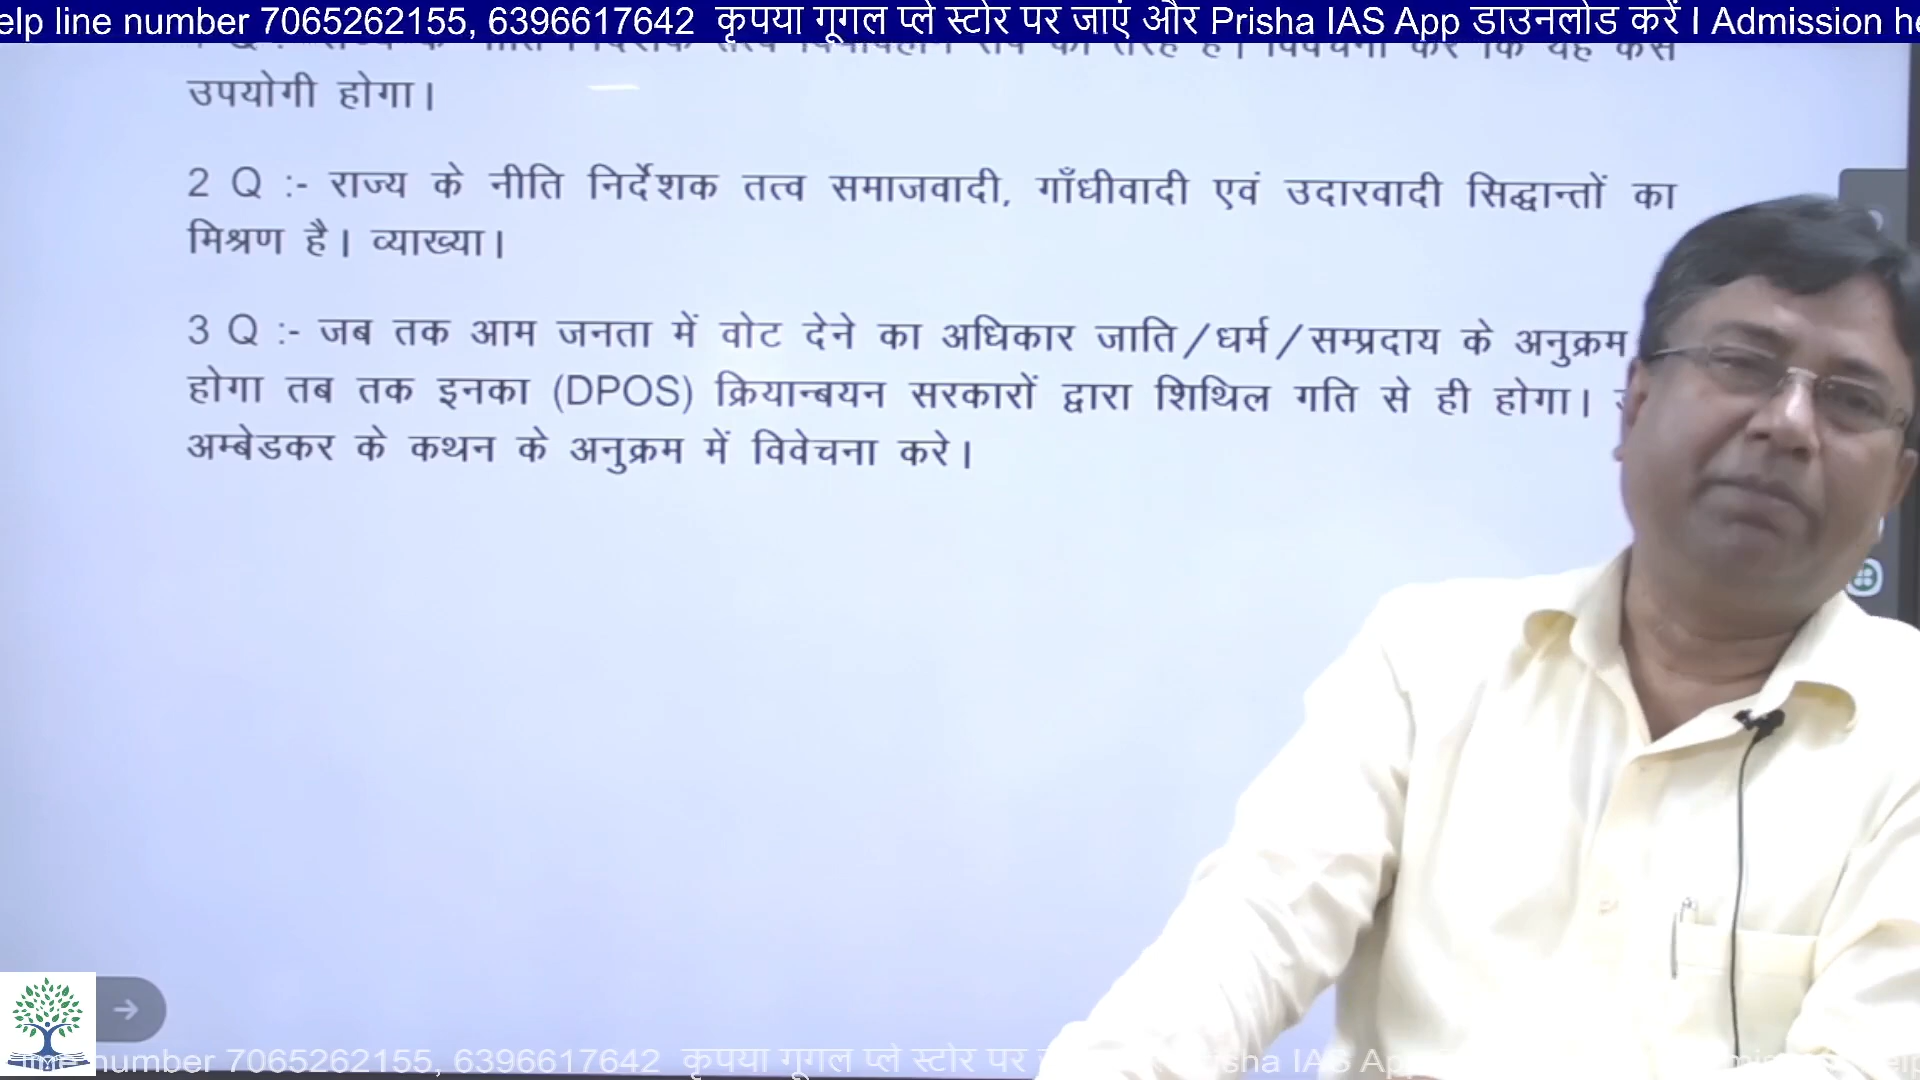 elp line number 7065262155, 6396617642 कृपया गूगल प्ले स्टोर पर जाएं और Prisha IAS App डाउनलोड करें I Admission he
उपयोगी होगा।
2 Q :- राज्य के नीति निर्देशक तत्व समाजवादी, गाँधीवादी एवं उदारवादी सिद्धान्तों का
मिश्रण है। व्याख्या।
3 Q :- जब तक आम जनता में वोट देने का अधिकार जाति/धर्म/सम्प्रदाय के अनुक्रम
होगा तब तक इनका (DPOS) क्रियान्बयन सरकारों द्वारा शिथिल गति से ही होगा।
अम्बेडकर के कथन के अनुक्रम में विवेचना करे।
line number 7065262155, 6396617642 कृपया गूगल प्ले स्टोर पर